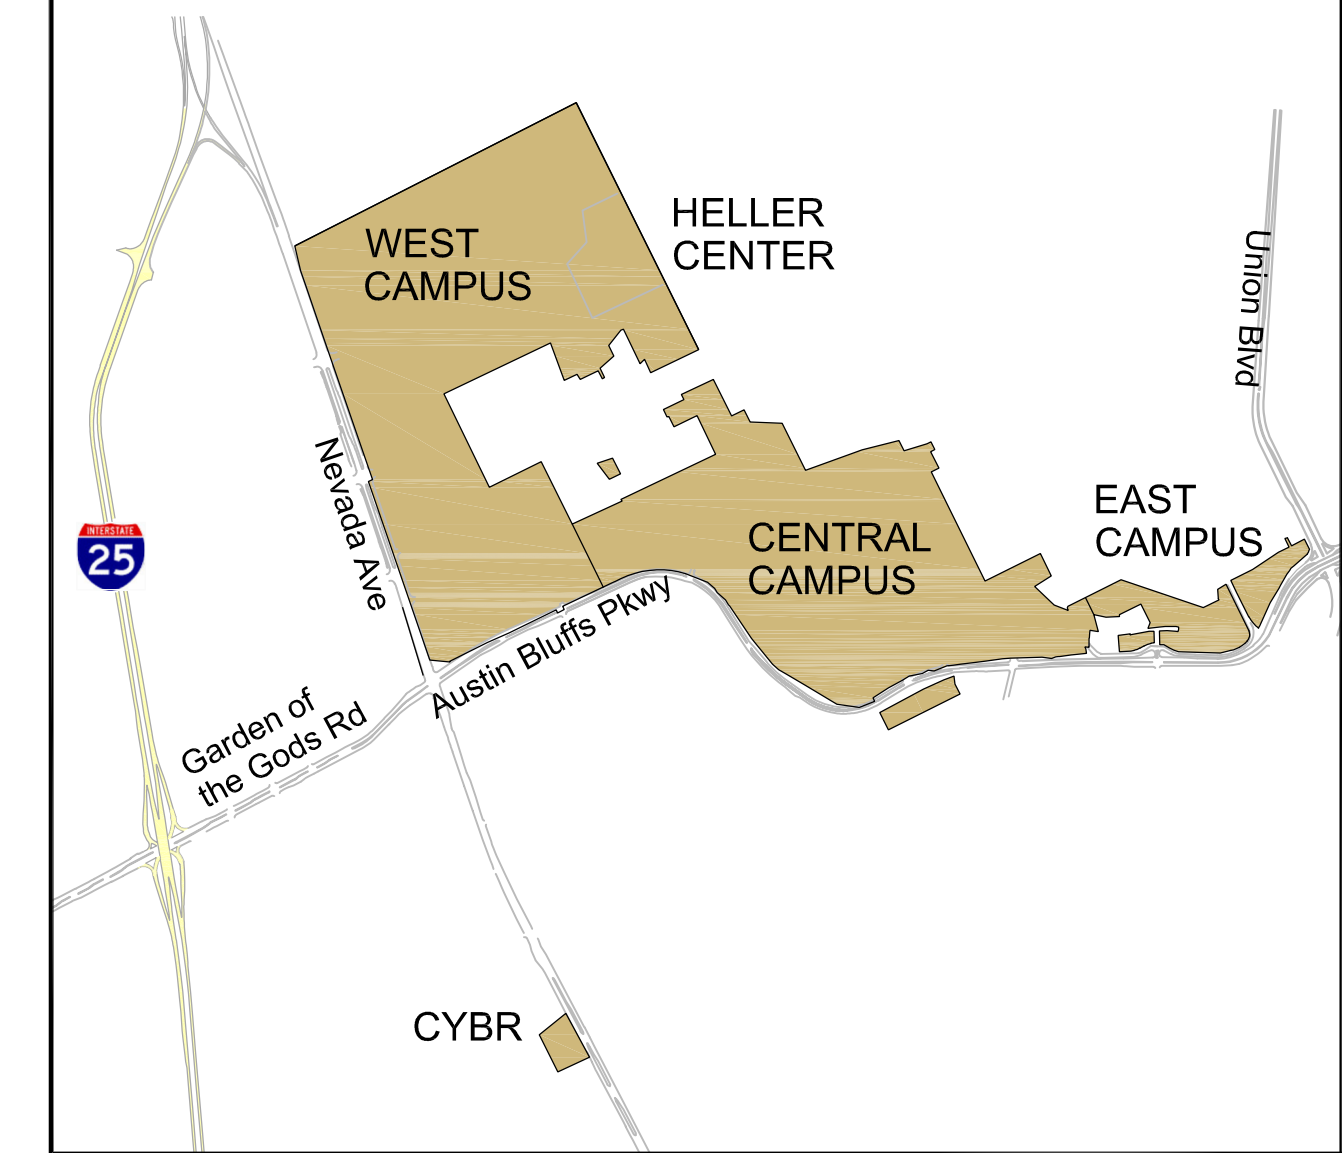 HELLER
CENTER
WEST
CAMPUS
Union Blvd
Nevada Ave
EAST
CAMPUS
INTERSTATE
25
CENTRAL
CAMPUS
Austin Bluffs Pkwy
Garden of
the Gods Rd
CYBR